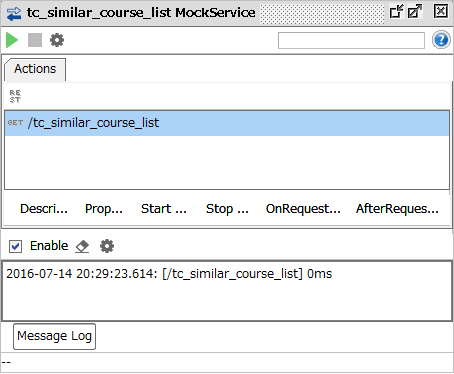 tc_similar_course_list MockService
?
Actions
RE
ST
GET /tc_similar_course_list
Descri... Prop... Start ... Stop ... OnRequest... AfterReques...
Enable
2016-07-14 20:29:23.614: [/tc_similar_course_list] 0ms
Message Log
--